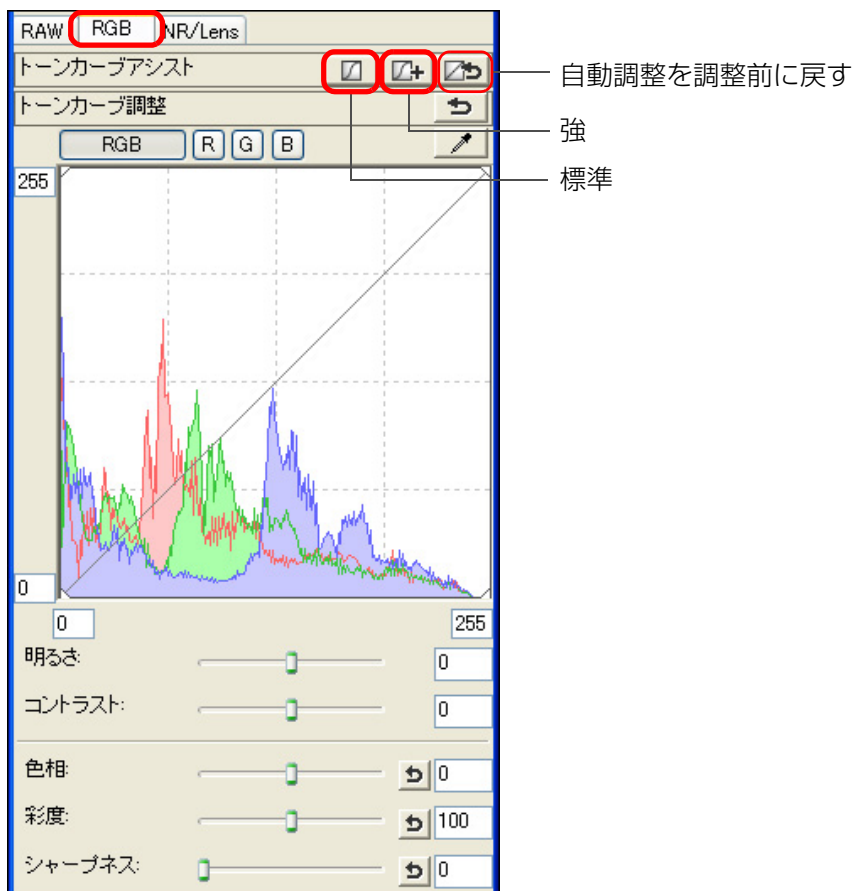 RAW RGB NR/Lens
トーンカーブアシスト
自動調整を調整前に戻す
トーンカーブ調整
強
RGB R G B
標準
255
0
0 255
明るさ: 0
コントラスト: 0
色相: 0
彩度: 100
シャープネス: 0